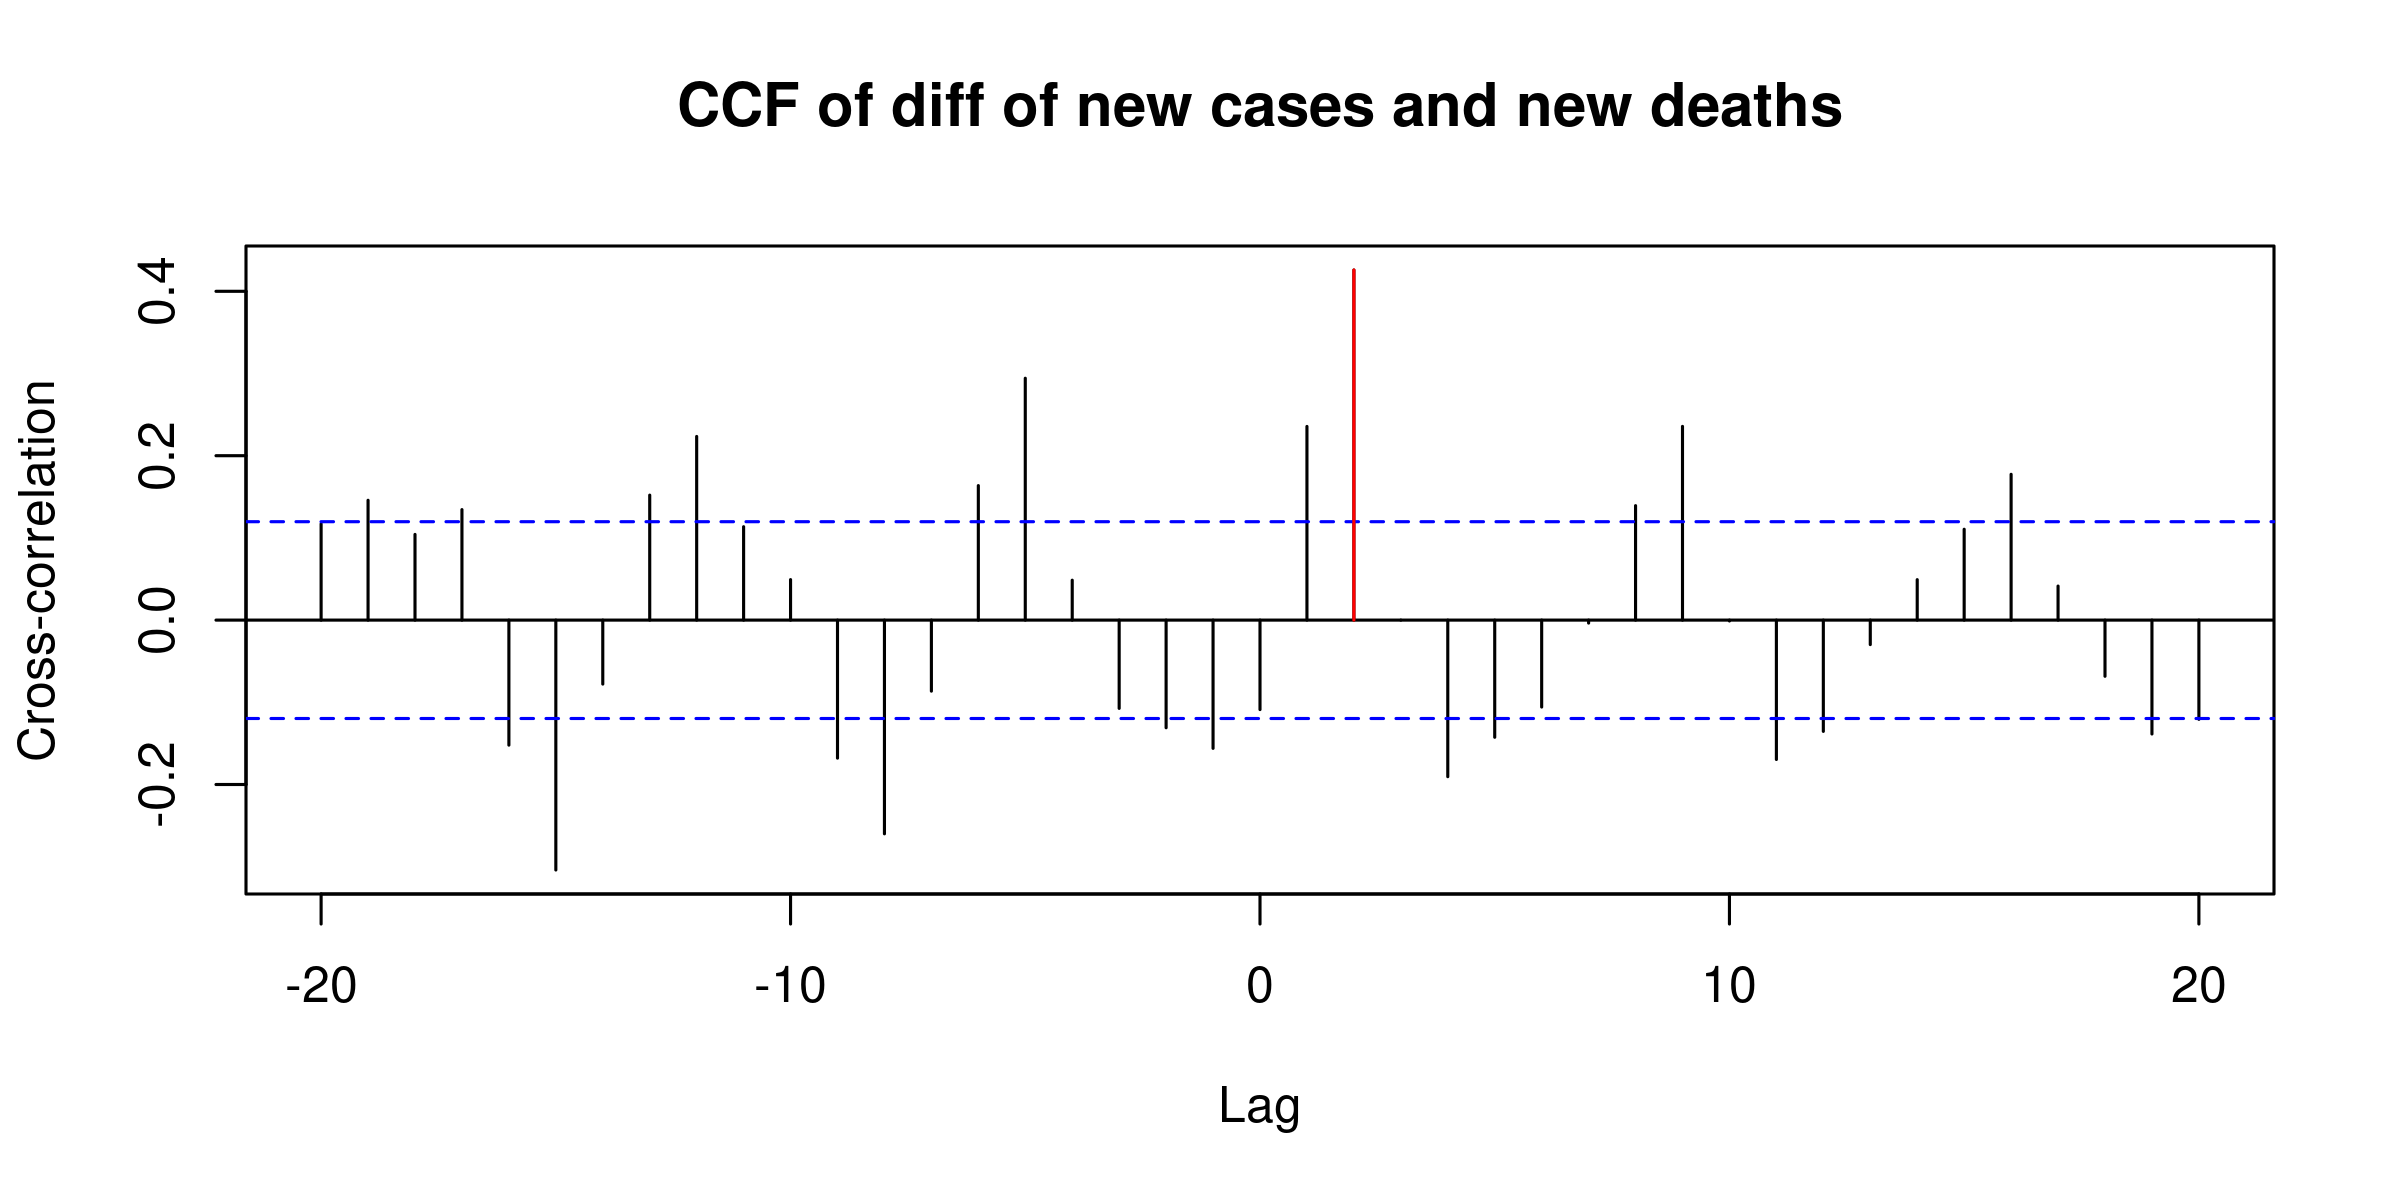 CCF of diff of new cases and new deaths
Cross-correlation
0.4
0.2
0.0
-0.2
-20 -10 0 10 20
Lag